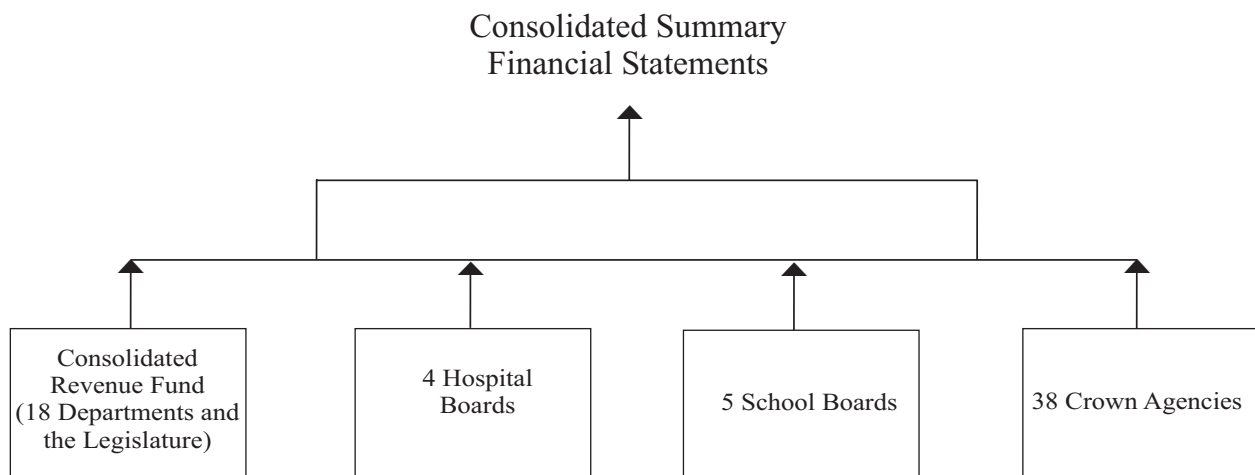 Consolidated Summary
Financial Statements
Consolidated
Revenue Fund
(18 Departments and
the Legislature)
4 Hospital
Boards
5 School Boards
38 Crown Agencies